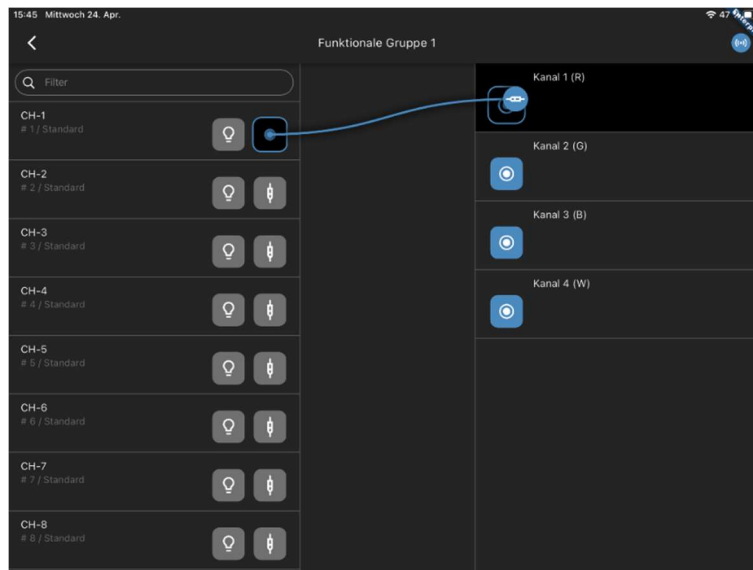 15:45 Mittwoch 24. Apr.
47
Funktionale Gruppe 1
Filter
CH-1
# 1 / Standard
CH-2
# 2 / Standard
CH-3
# 3 / Standard
CH-4
# 4 / Standard
CH-5
# 5 / Standard
CH-6
# 6 / Standard
CH-7
# 7 / Standard
CH-8
# 8 / Standard
Kanal 1 (R)
Kanal 2 (G)
Kanal 3 (B)
Kanal 4 (W)